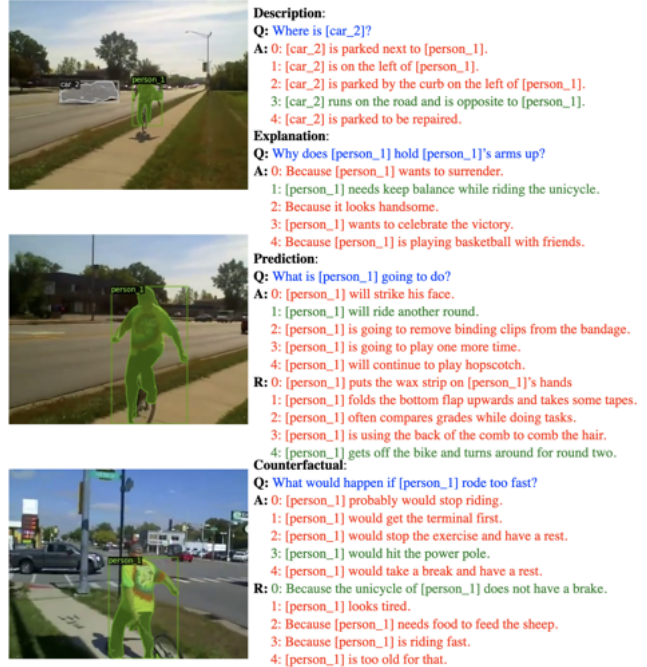 car_2
person_1
Description:
Q: Where is [car_2]?
A: 0: [car_2] is parked next to [person_1].
1: [car_2] is on the left of [person_1].
2: [car_2] is parked by the curb on the left of [person_1].
3: [car_2] runs on the road and is opposite to [person_1].
4: [car_2] is parked to be repaired.
Explanation:
Q: Why does [person_1] hold [person_1]'s arms up?
A: 0: Because [person_1] wants to surrender.
1: [person_1] needs keep balance while riding the unicycle.
2: Because it looks handsome.
3: [person_1] wants to celebrate the victory.
4: Because [person_1] is playing basketball with friends.
person_1
Prediction:
Q: What is [person_1] going to do?
A: 0: [person_1] will strike his face.
1: [person_1] will ride another round.
2: [person_1] is going to remove binding clips from the bandage.
3: [person_1] is going to play one more time.
4: [person_1] will continue to play hopscotch.
R: 0: [person_1] puts the wax strip on [person_1]'s hands
1: [person_1] folds the bottom flap upwards and takes some tapes.
2: [person_1] often compares grades while doing tasks.
3: [person_1] is using the back of the comb to comb the hair.
4: [person_1] gets off the bike and turns around for round two.
person_1
Counterfactual:
Q: What would happen if [person_1] rode too fast?
A: 0: [person_1] probably would stop riding.
1: [person_1] would get the terminal first.
2: [person_1] would stop the exercise and have a rest.
3: [person_1] would hit the power pole.
4: [person_1] would take a break and have a rest.
R: 0: Because the unicycle of [person_1] does not have a brake.
1: [person_1] looks tired.
2: Because [person_1] needs food to feed the sheep.
3: Because [person_1] is riding fast.
4: [person_1] is too old for that.